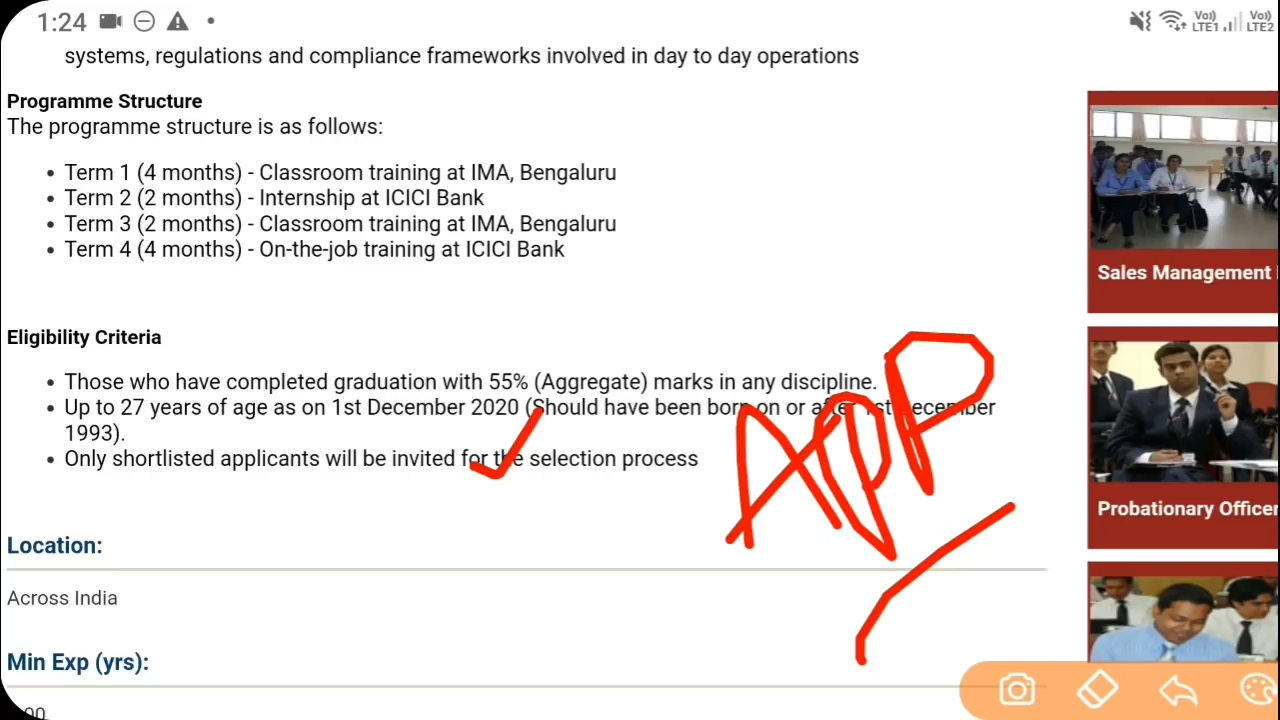 1:24
Vo)) LTE1 Vo)) LTE2
systems, regulations and compliance frameworks involved in day to day operations
Programme Structure
The programme structure is as follows:
• Term 1 (4 months) - Classroom training at IMA, Bengaluru
• Term 2 (2 months) - Internship at ICICI Bank
• Term 3 (2 months) - Classroom training at IMA, Bengaluru
• Term 4 (4 months) - On-the-job training at ICICI Bank
Sales Management
Eligibility Criteria
• Those who have completed graduation with 55% (Aggregate) marks in any discipline.
• Up to 27 years of age as on 1st December 2020 (Should have been born on or after 1st December
1993).
• Only shortlisted applicants will be invited for the selection process
APP
Probationary Officer
Location:
Across India
Min Exp (yrs):